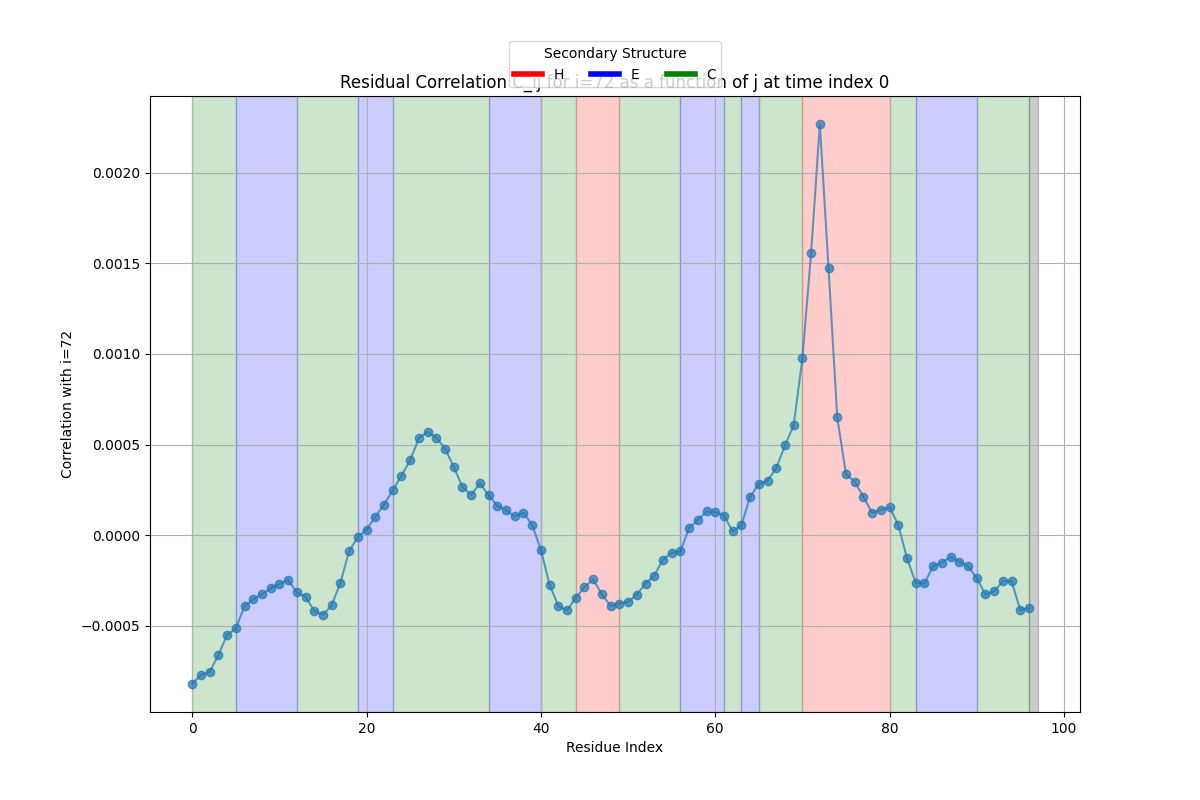 Secondary Structure
H E C
Residual Correlation C_ij for i=72 as a function of j at time index 0
0.0020
0.0015
0.0010
0.0005
0.0000
−0.0005
Correlation with i=72
0 20 40 60 80 100
Residue Index